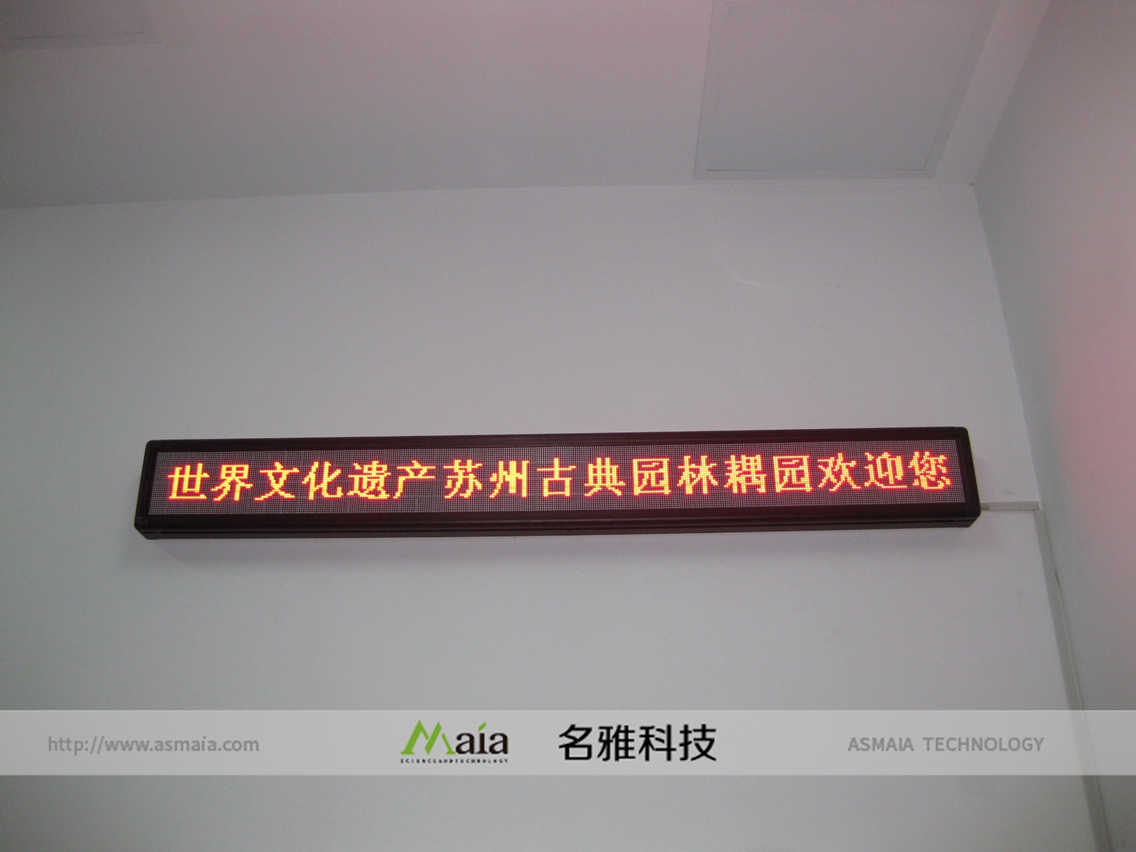 世界文化遗产苏州古典园林耦园欢迎您
http://www.asmaia.com
Maia
SCIENCEANDTECHNOLOGY
名雅科技
ASMAIA TECHNOLOGY